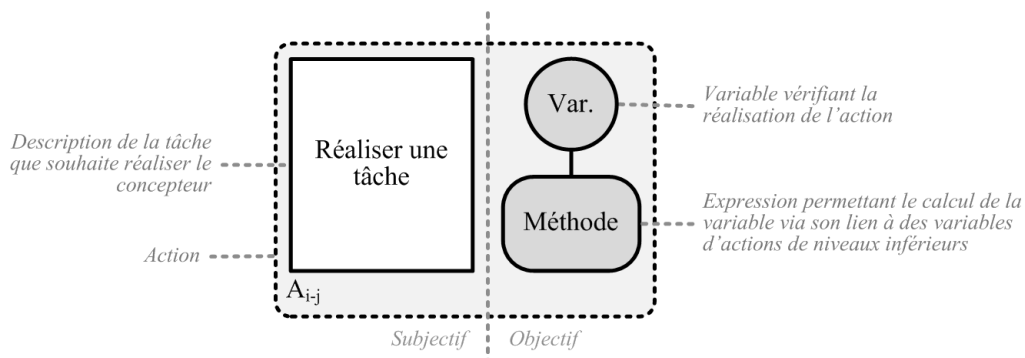 Description de la tâche
que souhaite réaliser le
concepteur
Action
Réaliser une
tâche
A i-j
Subjectif
Objectif
Var.
Méthode
Variable vérifiant la
réalisation de l'action
Expression permettant le calcul de la
variable via son lien à des variables
d'actions de niveaux inférieurs